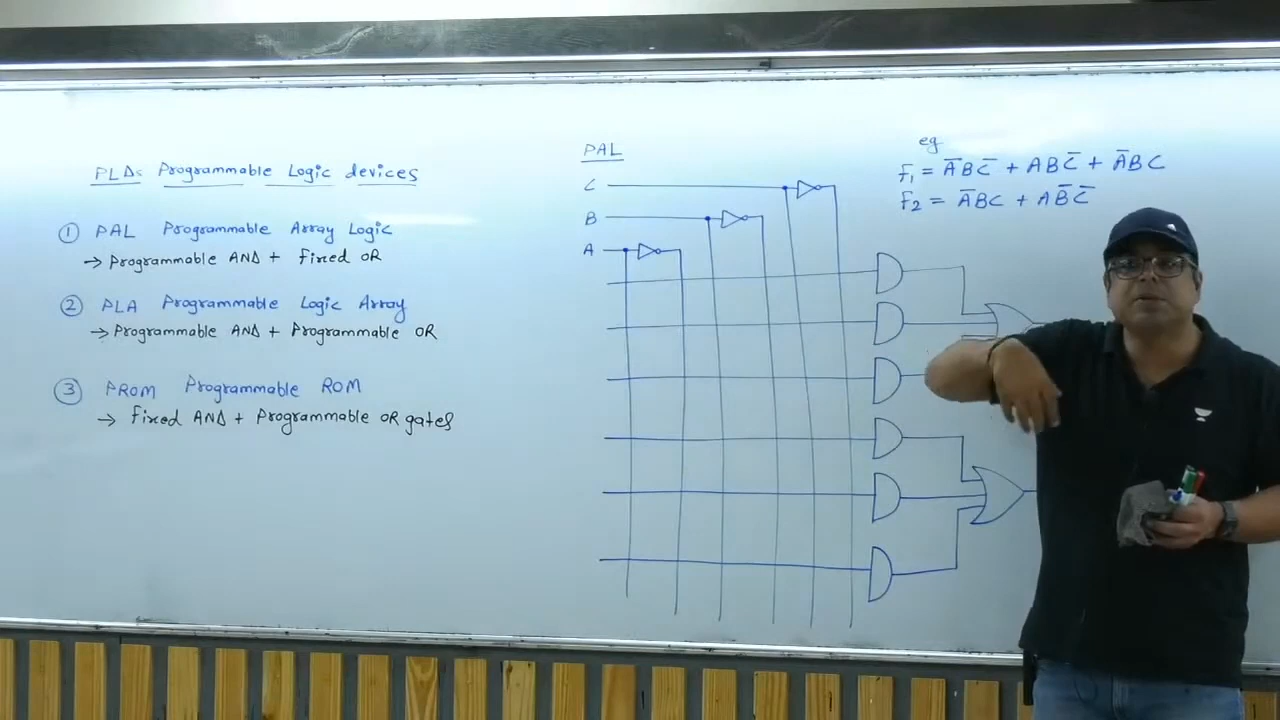 PLDs Programmable Logic devices
① PAL Programmable Array Logic
→ Programmable AND + fixed OR
② PLA Programmable Logic Array
→ Programmable AND + Programmable OR
③ PROM Programmable ROM
→ fixed AND + Programmable OR gates
PAL
C
B
A
eg
F₁ = A̅BC̅ + ABC̅ + A̅BC
F₂ = A̅BC + AB̅C̅